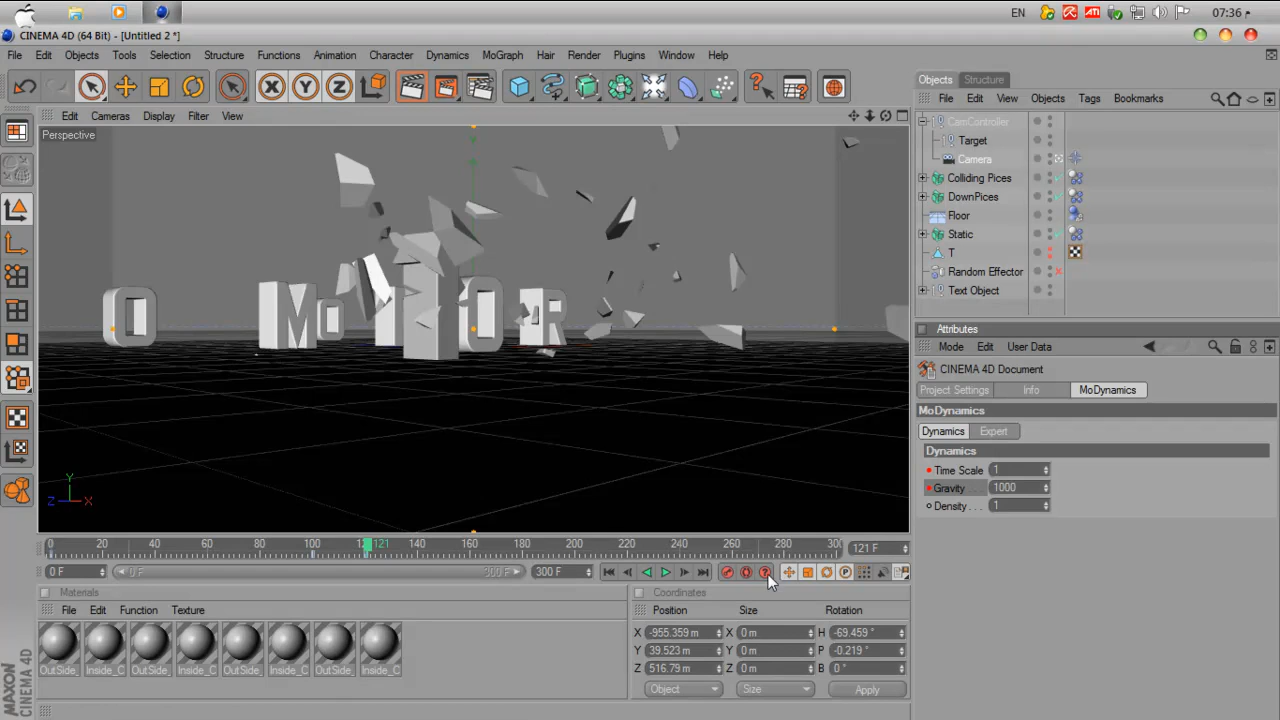 EN
07:36 م
CINEMA 4D (64 Bit) - [Untitled 2 *]
File Edit Objects Tools Selection Structure Functions Animation Character Dynamics MoGraph Hair Render Plugins Window Help
Objects Structure
File Edit View Objects Tags Bookmarks
Edit Cameras Display Filter View
Perspective
CamController
Target
Camera
Colliding Pices
DownPices
Floor
Static
T
Random Effector
Text Object
Attributes
Mode Edit User Data
CINEMA 4D Document
Project Settings Info MoDynamics
MoDynamics
Dynamics Expert
Dynamics
Time Scale 1
Gravity . . . 1000
Density . . . 1
Y
Z X
0 20 40 60 80 100 121 140 160 180 200 220 240 260 280 30
121 F
0 F 0 F 300 F 300 F
Materials
File Edit Function Texture
OutSide_ Inside_C OutSide_ Inside_C OutSide_ Inside_C OutSide_ Inside_C
Coordinates
Position Size Rotation
X -955.359 m X 0 m H -69.459 °
Y 39.523 m Y 0 m P -0.219 °
Z 516.79 m Z 0 m B 0 °
Object Size Apply
MAXON
CINEMA 4D